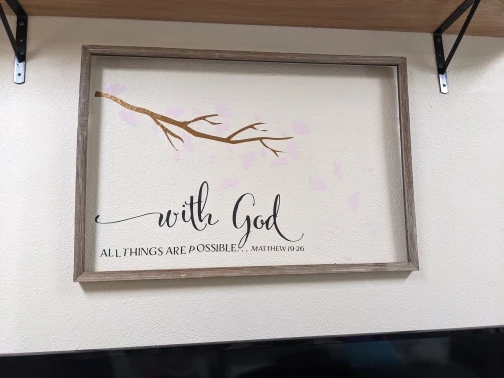 with God
ALL THINGS ARE POSSIBLE... MATTHEW 19:26